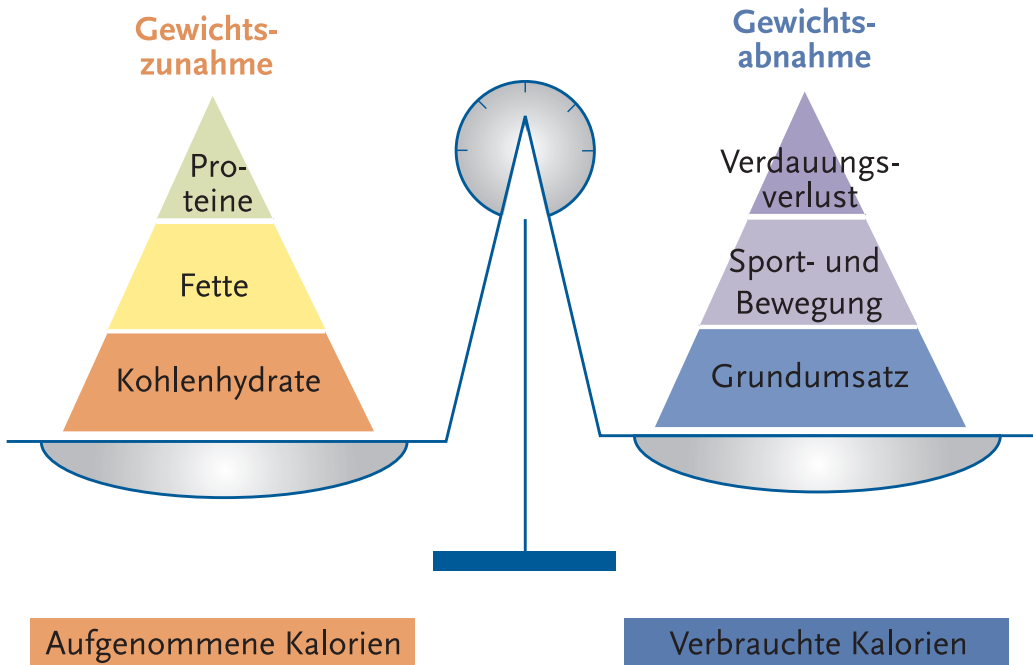 Gewichts-
zunahme
Pro-
teine
Fette
Kohlenhydrate
Aufgenommene Kalorien
Gewichts-
abnahme
Verdauungs-
verlust
Sport- und
Bewegung
Grundumsatz
Verbrauchte Kalorien